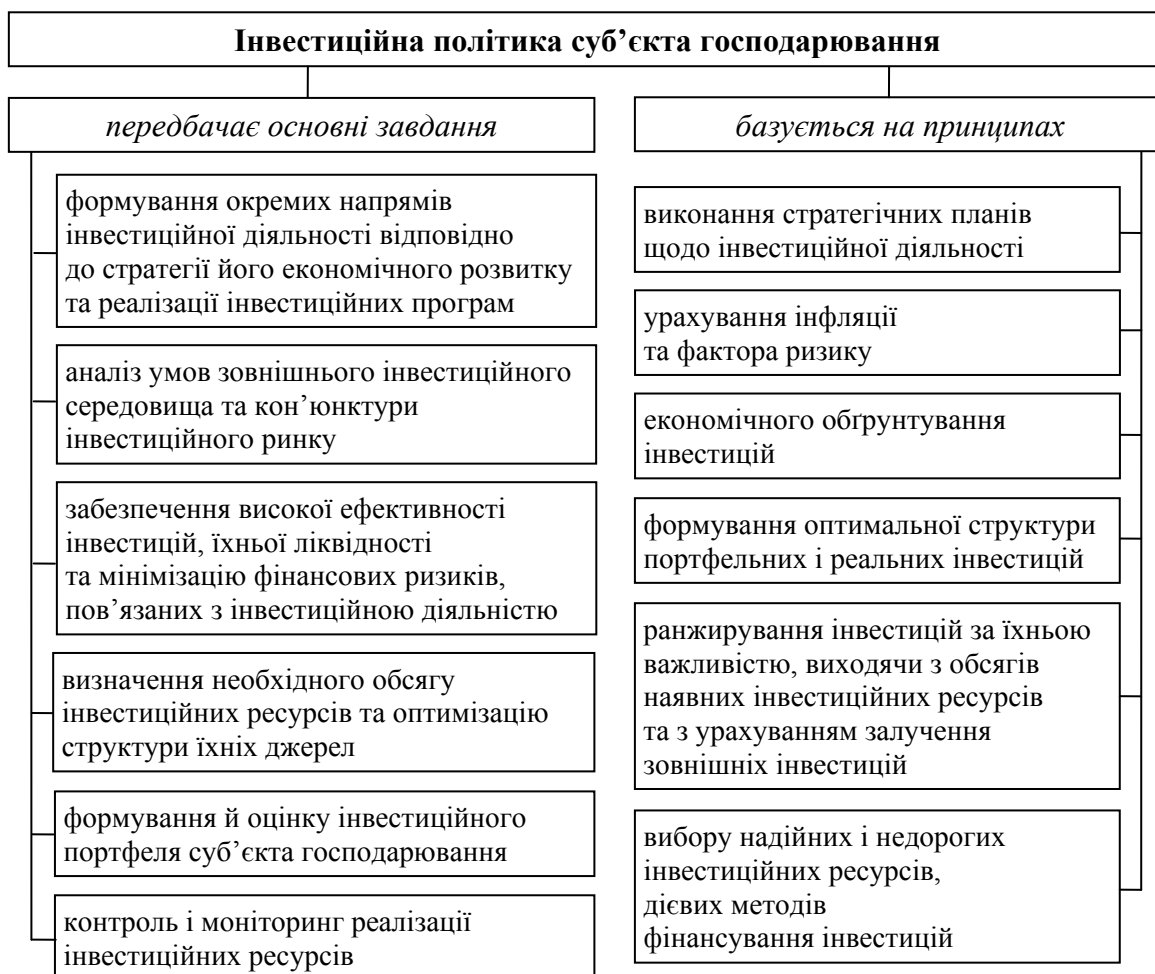 Інвестиційна політика суб’єкта господарювання
передбачає основні завдання
формування окремих напрямів
інвестиційної діяльності відповідно
до стратегії його економічного розвитку
та реалізації інвестиційних програм
аналіз умов зовнішнього інвестиційного
середовища та кон’юнктури
інвестиційного ринку
забезпечення високої ефективності
інвестицій, їхньої ліквідності
та мінімізацію фінансових ризиків,
пов’язаних з інвестиційною діяльністю
визначення необхідного обсягу
інвестиційних ресурсів та оптимізацію
структури їхніх джерел
формування й оцінку інвестиційного
портфеля суб’єкта господарювання
контроль і моніторинг реалізації
інвестиційних ресурсів
базується на принципах
виконання стратегічних планів
щодо інвестиційної діяльності
урахування інфляції
та фактора ризику
економічного обґрунтування
інвестицій
формування оптимальної структури
портфельних і реальних інвестицій
ранжирування інвестицій за їхньою
важливістю, виходячи з обсягів
наявних інвестиційних ресурсів
та з урахуванням залучення
зовнішніх інвестицій
вибору надійних і недорогих
інвестиційних ресурсів,
дієвих методів
фінансування інвестицій